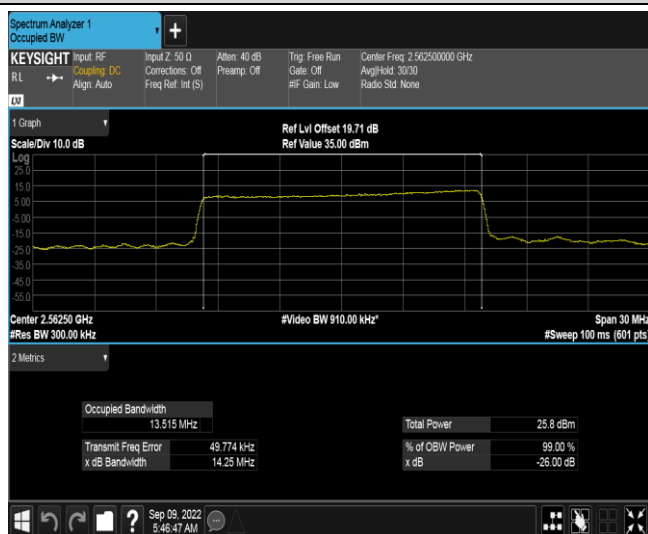 Spectrum Analyzer 1
Occupied BW
+
KEYSIGHT
RL
LXI
Input: RF
Coupling: DC
Align: Auto
Input Z: 50 Ω
Corrections: Off
Freq Ref: Int (S)
Atten: 40 dB
Preamp: Off
Trig: Free Run
Gate: Off
#IF Gain: Low
Center Freq: 2.562500000 GHz
Avg|Hold: 30/30
Radio Std: None
1 Graph
Scale/Div 10.0 dB
Ref Lvl Offset 19.71 dB
Ref Value 35.00 dBm
Log
25.0
15.0
5.00
-5.00
-15.0
-25.0
-35.0
-45.0
-55.0
Center 2.56250 GHz
#Res BW 300.00 kHz
#Video BW 910.00 kHz*
Span 30 MHz
#Sweep 100 ms (601 pts)
2 Metrics
Occupied Bandwidth
13.515 MHz
Transmit Freq Error 49.774 kHz
x dB Bandwidth 14.25 MHz
Total Power 25.8 dBm
% of OBW Power 99.00 %
x dB -26.00 dB
?
Sep 09, 2022
5:46:47 AM